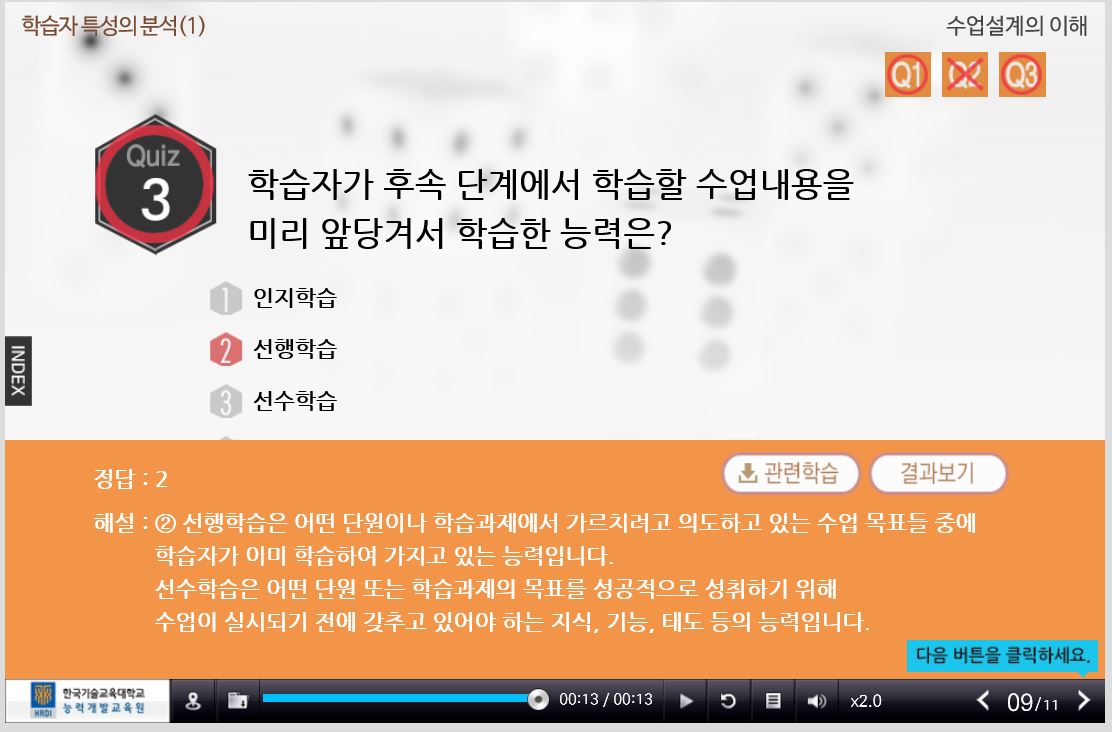 학습자 특성의 분석(1)
수업설계의 이해
Q1 Q2 Q3
Quiz
3
학습자가 후속 단계에서 학습할 수업내용을
미리 앞당겨서 학습한 능력은?
1 인지학습
2 선행학습
3 선수학습
INDEX
정답 : 2
관련학습
결과보기
해설 : ② 선행학습은 어떤 단원이나 학습과제에서 가르치려고 의도하고 있는 수업 목표들 중에
학습자가 이미 학습하여 가지고 있는 능력입니다.
선수학습은 어떤 단원 또는 학습과제의 목표를 성공적으로 성취하기 위해
수업이 실시되기 전에 갖추고 있어야 하는 지식, 기능, 태도 등의 능력입니다.
다음 버튼을 클릭하세요.
HRDI
한국기술교육대학교
능력개발교육원
00:13 / 00:13
x2.0
09/11